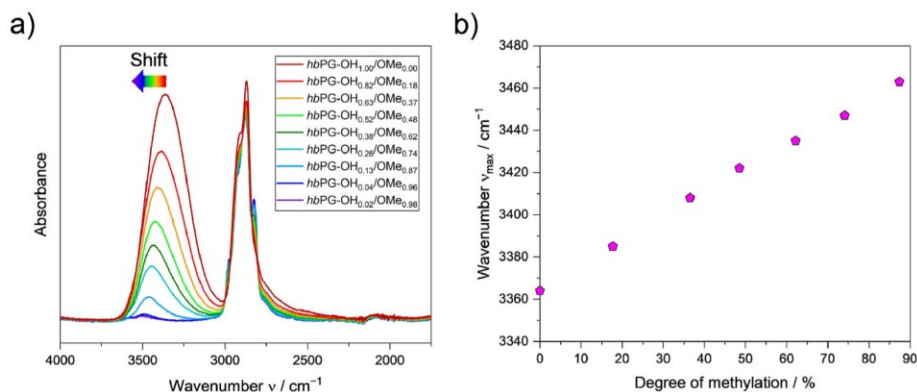 a)
Shift
hbPG-OH1.00/OMe0.00
hbPG-OH0.82/OMe0.18
hbPG-OH0.63/OMe0.37
hbPG-OH0.52/OMe0.48
hbPG-OH0.38/OMe0.62
hbPG-OH0.26/OMe0.74
hbPG-OH0.13/OMe0.87
hbPG-OH0.04/OMe0.96
hbPG-OH0.02/OMe0.98
Absorbance
4000 3500 3000 2500 2000
Wavenumber ν / cm⁻¹
b)
Wavenumber νmax / cm⁻¹
3480
3460
3440
3420
3400
3380
3360
3340
0 10 20 30 40 50 60 70 80 90
Degree of methylation / %